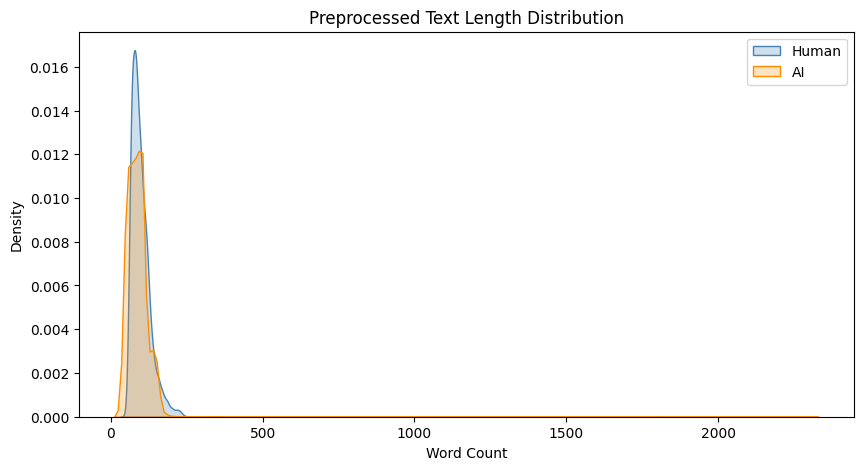 Preprocessed Text Length Distribution
Human
AI
0.016
0.014
0.012
0.010
0.008
0.006
0.004
0.002
0.000
Density
0
500
1000
1500
2000
Word Count